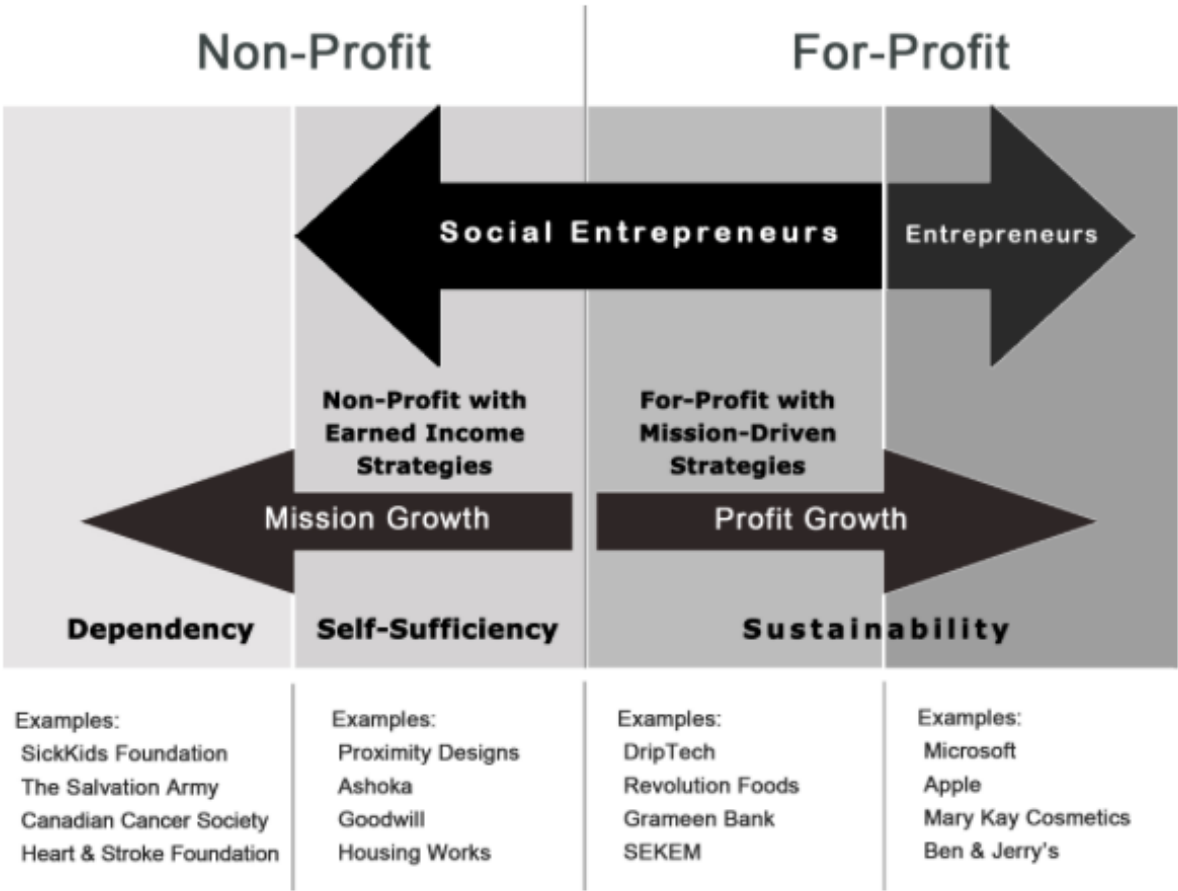 Non-Profit
For-Profit
Social Entrepreneurs
Entrepreneurs
Non-Profit with
Earned Income
Strategies
For-Profit with
Mission-Driven
Strategies
Mission Growth
Profit Growth
Dependency
Self-Sufficiency
Sustainability
Examples:
SickKids Foundation
The Salvation Army
Canadian Cancer Society
Heart & Stroke Foundation
Examples:
Proximity Designs
Ashoka
Goodwill
Housing Works
Examples:
DripTech
Revolution Foods
Grameen Bank
SEKEM
Examples:
Microsoft
Apple
Mary Kay Cosmetics
Ben & Jerry's